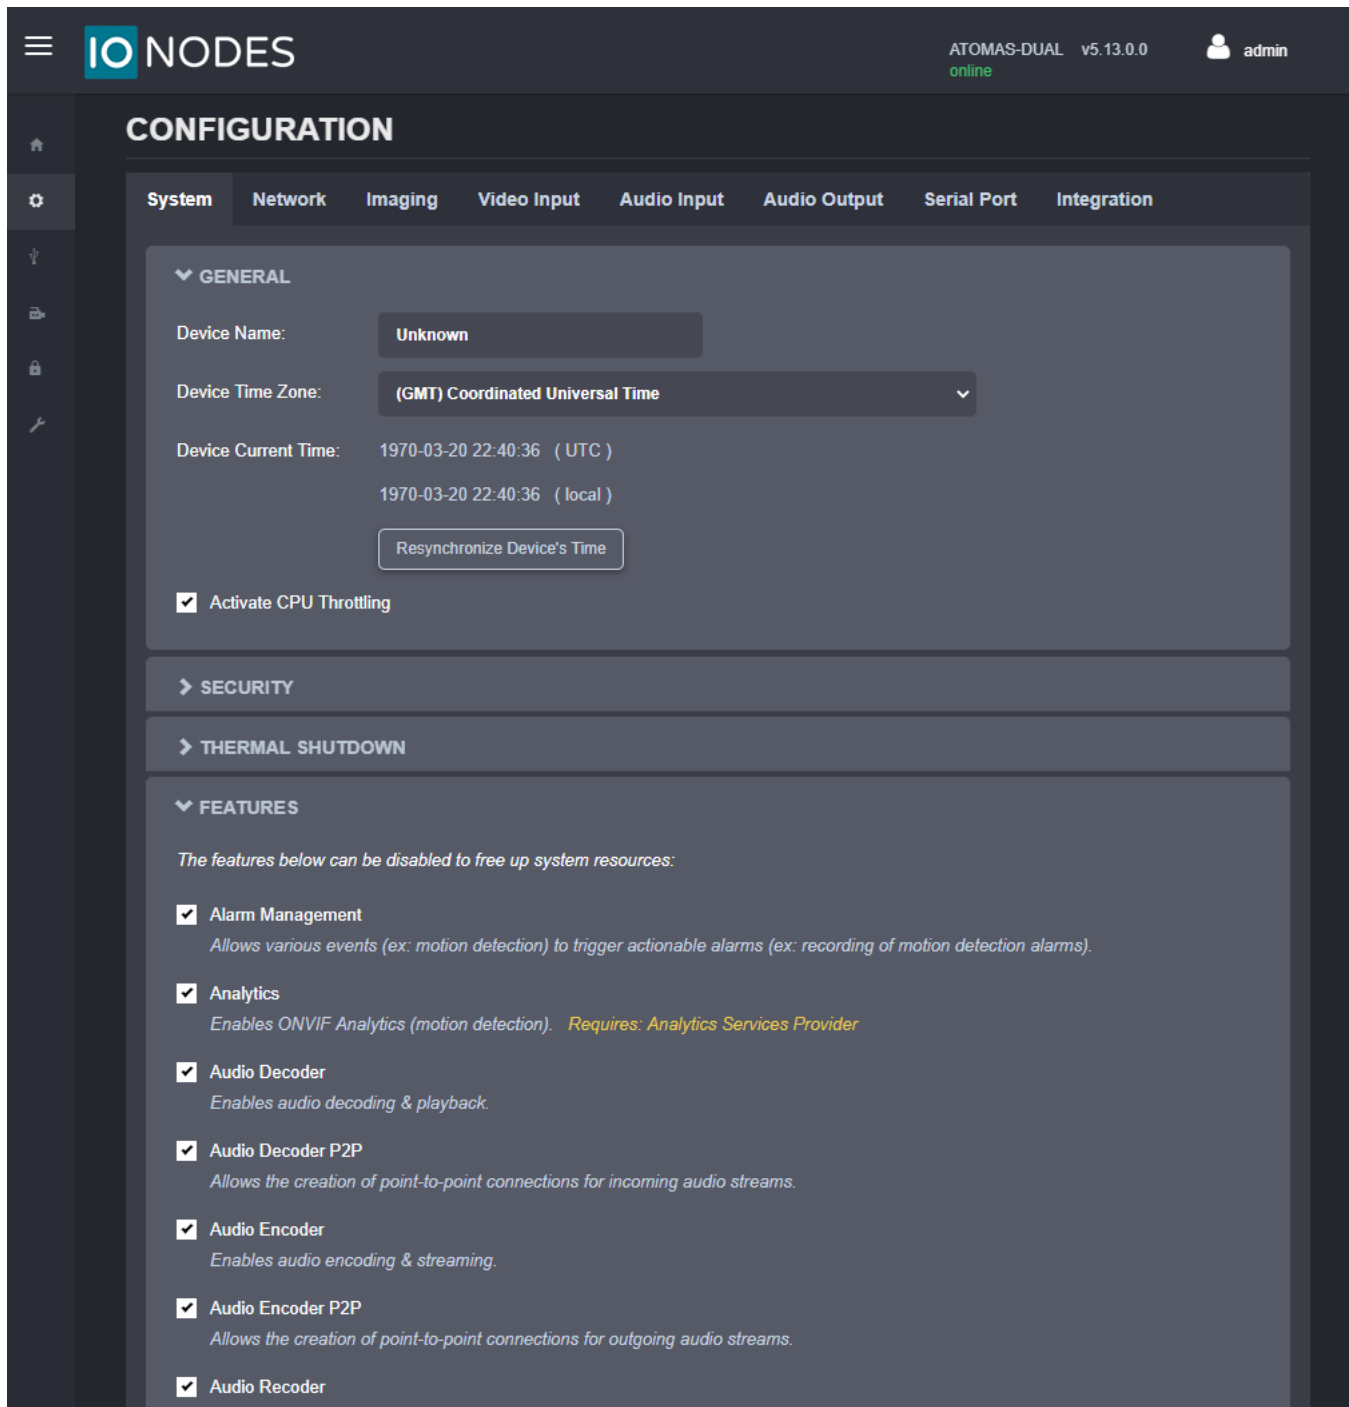 IONODES
ATOMAS-DUAL v5.13.0.0
online
admin
CONFIGURATION
System Network Imaging Video Input Audio Input Audio Output Serial Port Integration
GENERAL
Device Name: Unknown
Device Time Zone: (GMT) Coordinated Universal Time
Device Current Time: 1970-03-20 22:40:36 ( UTC )
1970-03-20 22:40:36 ( local )
Resynchronize Device's Time
Activate CPU Throttling
SECURITY
THERMAL SHUTDOWN
FEATURES
The features below can be disabled to free up system resources:
Alarm Management
Allows various events (ex: motion detection) to trigger actionable alarms (ex: recording of motion detection alarms).
Analytics
Enables ONVIF Analytics (motion detection). Requires: Analytics Services Provider
Audio Decoder
Enables audio decoding & playback.
Audio Decoder P2P
Allows the creation of point-to-point connections for incoming audio streams.
Audio Encoder
Enables audio encoding & streaming.
Audio Encoder P2P
Allows the creation of point-to-point connections for outgoing audio streams.
Audio Recoder